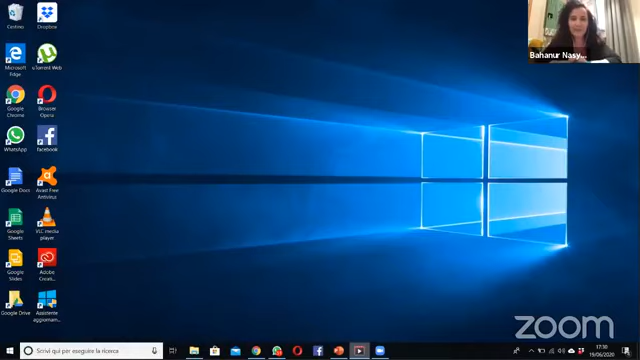 Cestino
Dropbox
Microsoft
Edge
uTorrent Web
Google
Chrome
Browser
Opera
WhatsApp
facebook
Google Docs
Avast Free
Antivirus
Google
Sheets
VLC media
player
Google
Slides
Adobe
Creati...
Google Drive
Assistente
aggiornam...
Bahanur Nasy...
zoom
Scrivi qui per eseguire la ricerca
17:30
19/06/2020